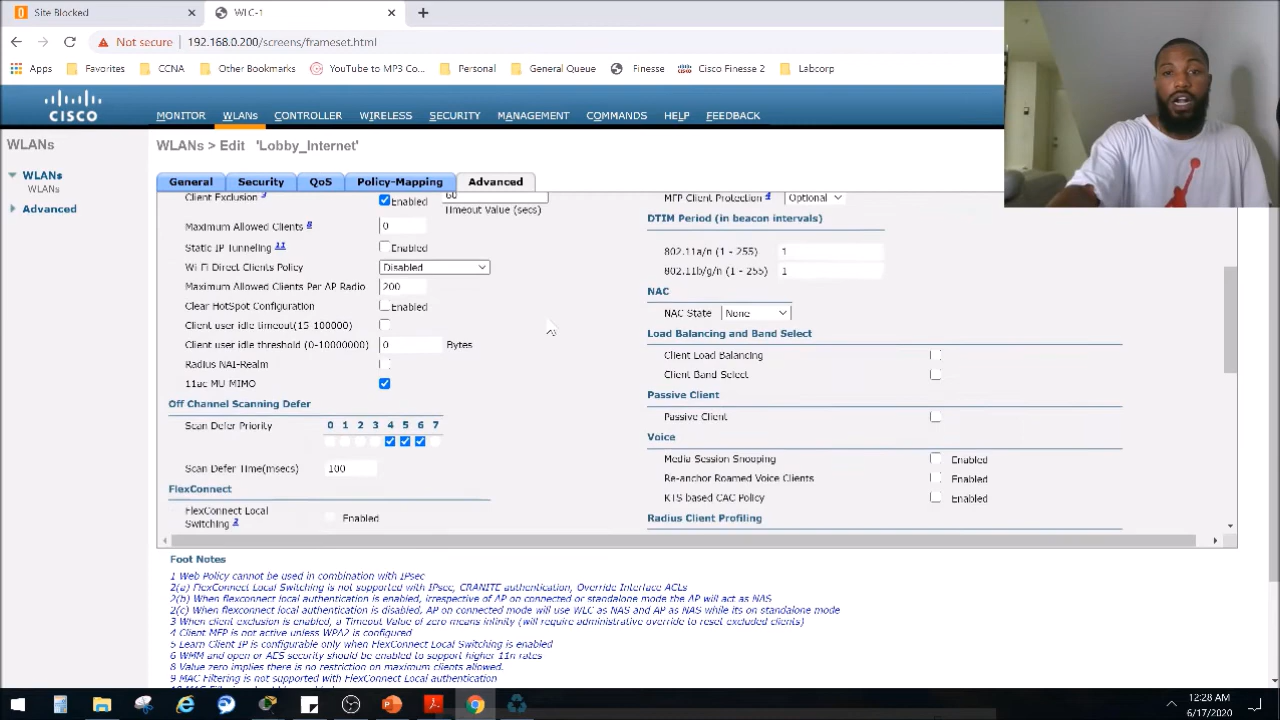 Site Blocked
WLC-1
Not secure
192.168.0.200/screens/frameset.html
Apps
Favorites
CCNA
Other Bookmarks
YouTube to MP3 Co...
Personal
General Queue
Finesse
Cisco Finesse 2
Labcorp
CISCO
MONITOR
WLANs
CONTROLLER
WIRELESS
SECURITY
MANAGEMENT
COMMANDS
HELP
FEEDBACK
WLANs
WLANs
WLANs
Advanced
WLANs > Edit 'Lobby_Internet'
General
Security
QoS
Policy-Mapping
Advanced
Client Exclusion 3
Enabled
60
Timeout Value (secs)
Maximum Allowed Clients 8
0
Static IP Tunneling 11
Enabled
Wi-Fi Direct Clients Policy
Disabled
Maximum Allowed Clients Per AP Radio
200
Clear HotSpot Configuration
Enabled
Client user idle timeout(15-100000)
Client user idle threshold (0-10000000)
0
Bytes
Radius NAI-Realm
11ac MU-MIMO
Off Channel Scanning Defer
Scan Defer Priority
0 1 2 3 4 5 6 7
Scan Defer Time(msecs)
100
FlexConnect
FlexConnect Local
Switching 2
Enabled
MFP Client Protection 4
Optional
DTIM Period (in beacon intervals)
802.11a/n (1 - 255)
1
802.11b/g/n (1 - 255)
1
NAC
NAC State
None
Load Balancing and Band Select
Client Load Balancing
Client Band Select
Passive Client
Passive Client
Voice
Media Session Snooping
Enabled
Re-anchor Roamed Voice Clients
Enabled
KTS based CAC Policy
Enabled
Radius Client Profiling
Foot Notes
1 Web Policy cannot be used in combination with IPsec
2(a) FlexConnect Local Switching is not supported with IPsec, CRANITE authentication, Override Interface ACLs
2(b) When flexconnect local authentication is enabled, irrespective of AP on connected or standalone mode the AP will act as NAS
2(c) When flexconnect local authentication is disabled, AP on connected mode will use WLC as NAS and AP as NAS while its on standalone mode
3 When client exclusion is enabled, a Timeout Value of zero means infinity (will require administrative override to reset excluded clients)
4 Client MFP is not active unless WPA2 is configured
5 Learn Client IP is configurable only when FlexConnect Local Switching is enabled
6 WMM and open or AES security should be enabled to support higher 11n rates
8 Value zero implies there is no restriction on maximum clients allowed.
9 MAC Filtering is not supported with FlexConnect Local authentication
12:28 AM
6/17/2020